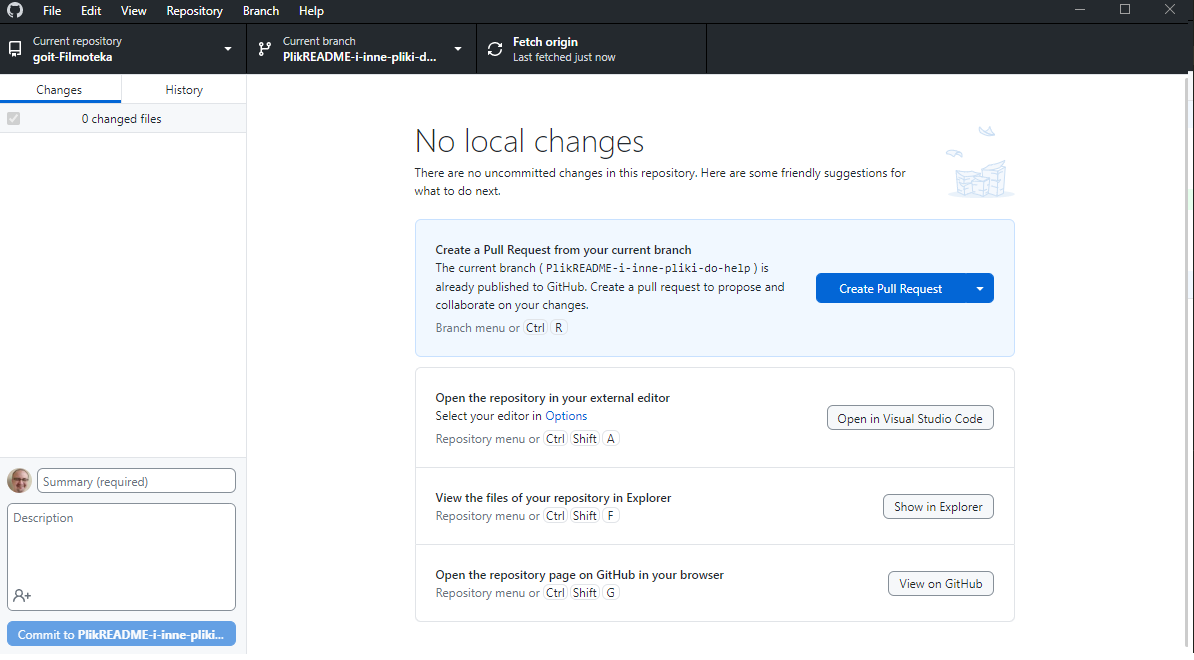 File Edit View Repository Branch Help
Current repository
goit-Filmoteka
Current branch
PlikREADME-i-inne-pliki-d...
Fetch origin
Last fetched just now
Changes
History
0 changed files
No local changes
There are no uncommitted changes in this repository. Here are some friendly suggestions for
what to do next.
Create a Pull Request from your current branch
The current branch ( PlikREADME-i-inne-pliki-do-help ) is
already published to GitHub. Create a pull request to propose and
collaborate on your changes.
Branch menu or Ctrl R
Create Pull Request
Open the repository in your external editor
Select your editor in Options
Repository menu or Ctrl Shift A
Open in Visual Studio Code
View the files of your repository in Explorer
Repository menu or Ctrl Shift F
Show in Explorer
Open the repository page on GitHub in your browser
Repository menu or Ctrl Shift G
View on GitHub
Summary (required)
Description
Commit to PlikREADME-i-inne-pliki...